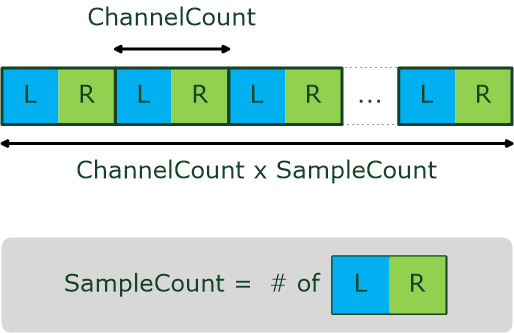 ChannelCount
L R L R L R ... L R
ChannelCount x SampleCount
SampleCount = # of L R